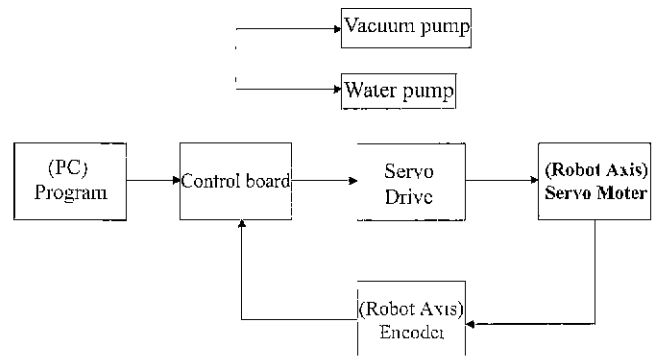 Vacuum pump
Water pump
(PC)
Program
Control board
Servo
Drive
(Robot Axis)
Servo Moter
(Robot Axis)
Encoder